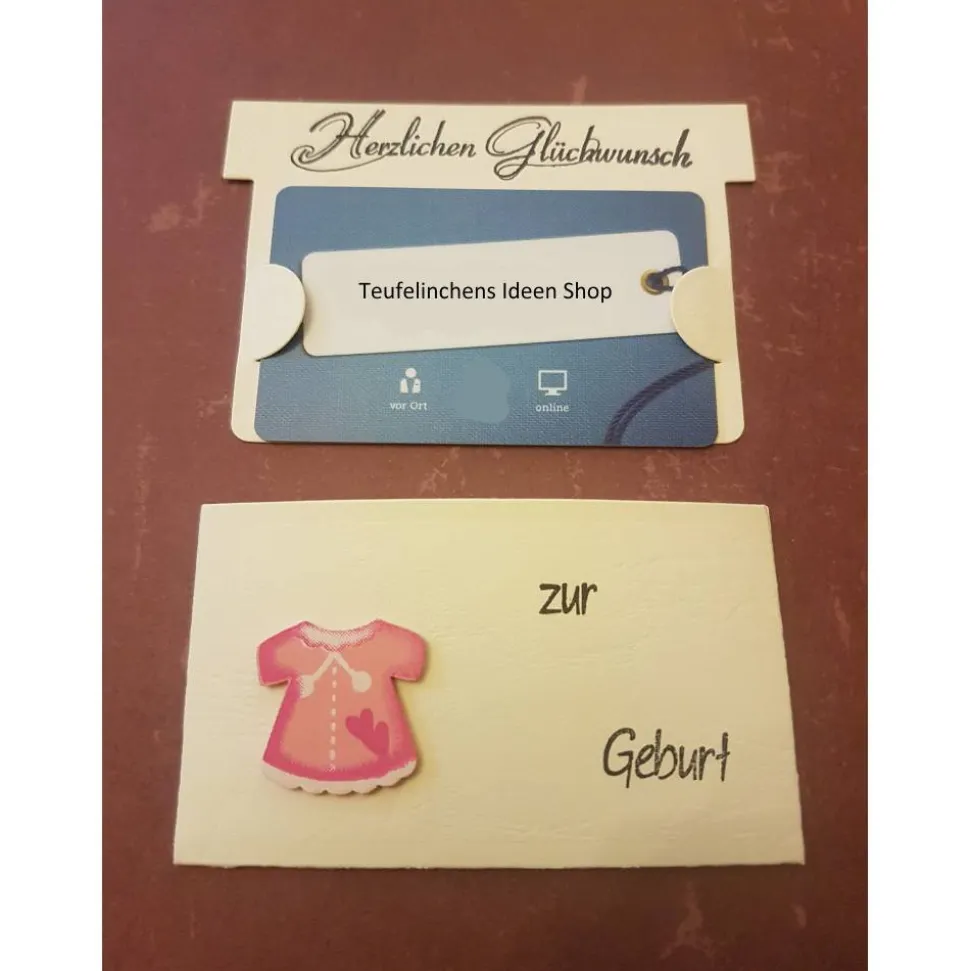 Herzlichen Glückwunsch
Teufelinchens Ideen Shop
vor Ort
online
zur
Geburt